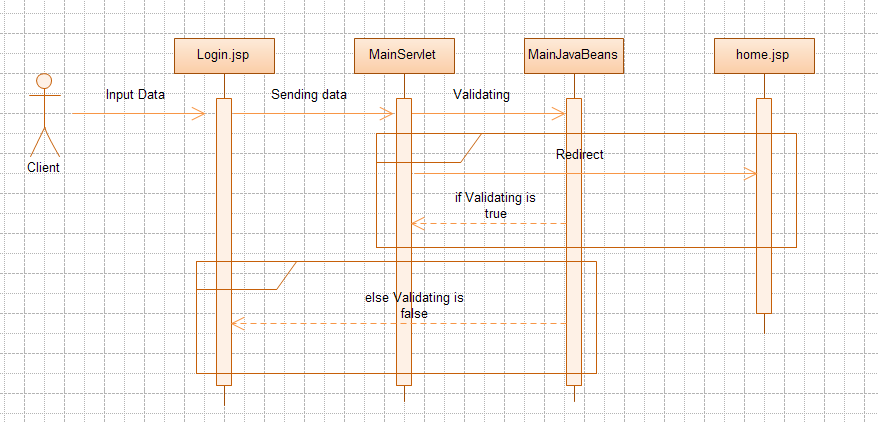 Login.jsp
MainServlet
MainJavaBeans
home.jsp
Input Data
Sending data
Validating
Client
Redirect
if Validating is
true
else Validating is
false